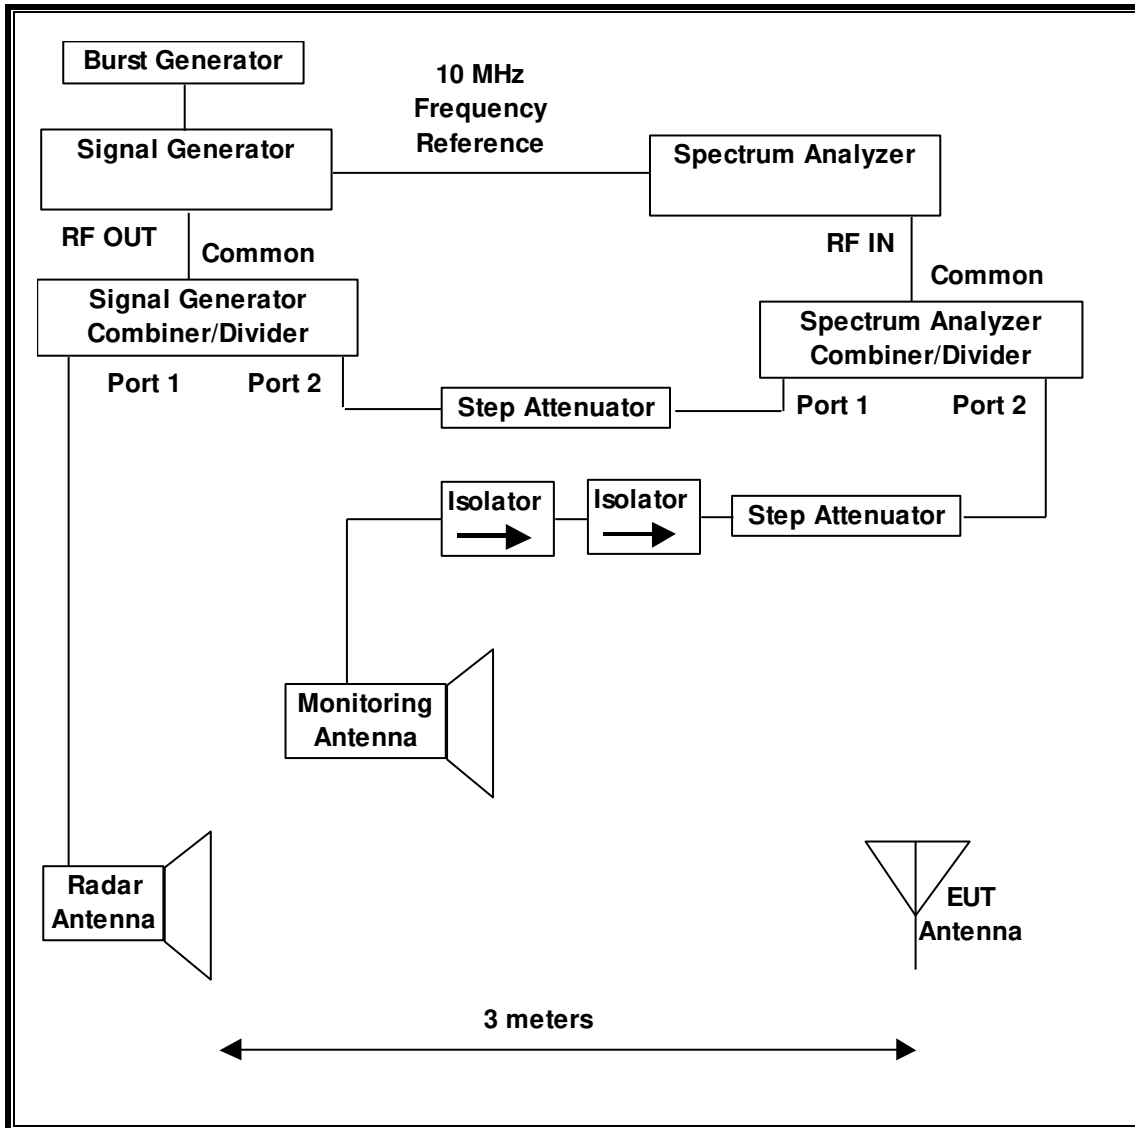 Burst Generator
10 MHz
Frequency
Reference
Signal Generator
Spectrum Analyzer
RF OUT
Common
RF IN
Common
Signal Generator
Combiner/Divider
Spectrum Analyzer
Combiner/Divider
Port 1
Port 2
Step Attenuator
Port 1
Port 2
Isolator
Isolator
Step Attenuator
Monitoring
Antenna
Radar
Antenna
EUT
Antenna
3 meters